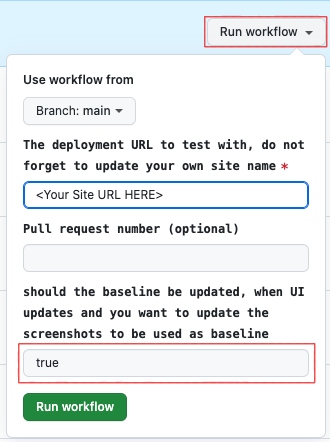 Run workflow
Use workflow from
Branch: main
The deployment URL to test with, do not
forget to update your own site name *
<Your Site URL HERE>
Pull request number (optional)
should the baseline be updated, when UI
updates and you want to update the
screenshots to be used as baseline
true
Run workflow